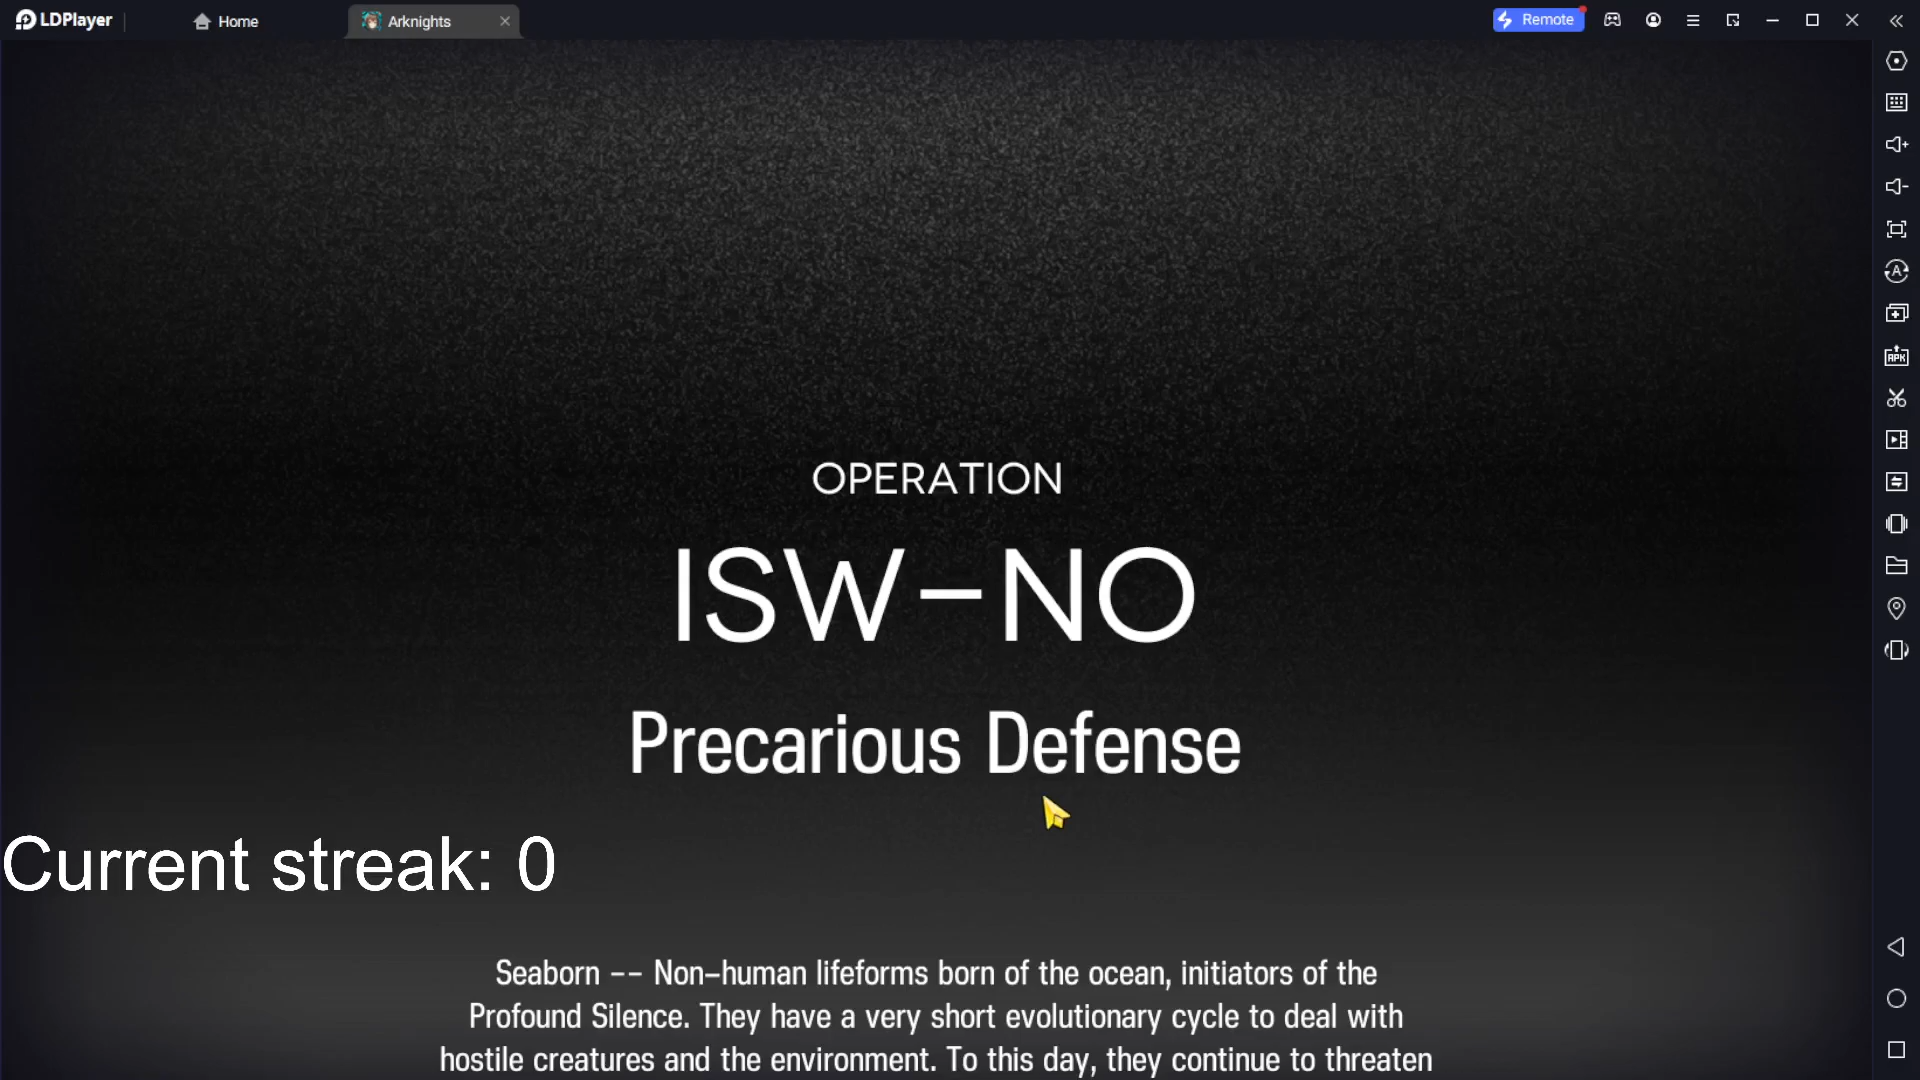 LDPlayer
Home
Arknights
Remote
OPERATION
ISW-NO
Precarious Defense
Current streak: 0
Seaborn -- Non-human lifeforms born of the ocean, initiators of the
Profound Silence. They have a very short evolutionary cycle to deal with
hostile creatures and the environment. To this day, they continue to threaten
APK